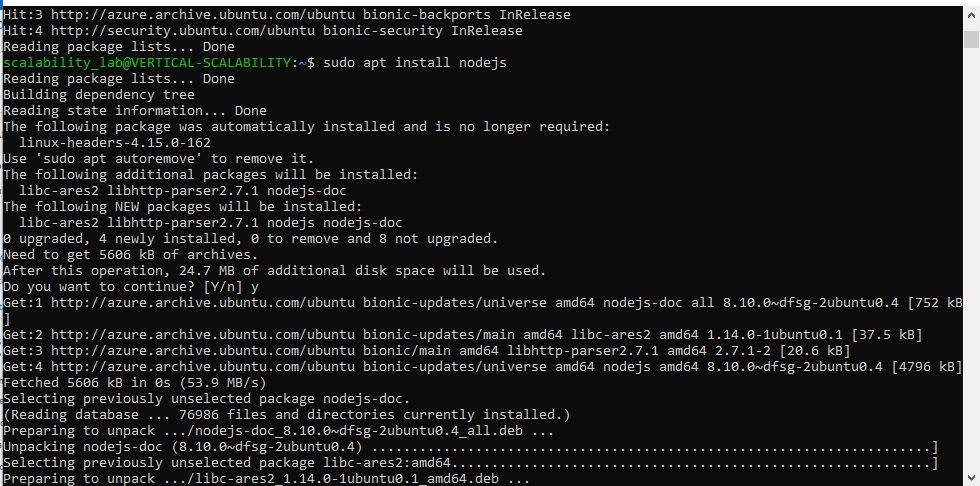 Hit:3 http://azure.archive.ubuntu.com/ubuntu bionic-backports InRelease
Hit:4 http://security.ubuntu.com/ubuntu bionic-security InRelease
Reading package lists... Done
scalability_lab@VERTICAL-SCALABILITY:~$ sudo apt install nodejs
Reading package lists... Done
Building dependency tree
Reading state information... Done
The following package was automatically installed and is no longer required:
  linux-headers-4.15.0-162
Use 'sudo apt autoremove' to remove it.
The following additional packages will be installed:
  libc-ares2 libhttp-parser2.7.1 nodejs-doc
The following NEW packages will be installed:
  libc-ares2 libhttp-parser2.7.1 nodejs nodejs-doc
0 upgraded, 4 newly installed, 0 to remove and 8 not upgraded.
Need to get 5606 kB of archives.
After this operation, 24.7 MB of additional disk space will be used.
Do you want to continue? [Y/n] y
Get:1 http://azure.archive.ubuntu.com/ubuntu bionic-updates/universe amd64 nodejs-doc all 8.10.0~dfsg-2ubuntu0.4 [752 kB
]
Get:2 http://azure.archive.ubuntu.com/ubuntu bionic-updates/main amd64 libc-ares2 amd64 1.14.0-1ubuntu0.1 [37.5 kB]
Get:3 http://azure.archive.ubuntu.com/ubuntu bionic/main amd64 libhttp-parser2.7.1 amd64 2.7.1-2 [20.6 kB]
Get:4 http://azure.archive.ubuntu.com/ubuntu bionic-updates/universe amd64 nodejs amd64 8.10.0~dfsg-2ubuntu0.4 [4796 kB]
Fetched 5606 kB in 0s (53.9 MB/s)
Selecting previously unselected package nodejs-doc.
(Reading database ... 76986 files and directories currently installed.)
Preparing to unpack .../nodejs-doc_8.10.0~dfsg-2ubuntu0.4_all.deb ...
Unpacking nodejs-doc (8.10.0~dfsg-2ubuntu0.4) ......................................................................]
Selecting previously unselected package libc-ares2:amd64............................................................]
Preparing to unpack .../libc-ares2_1.14.0-1ubuntu0.1_amd64.deb ...